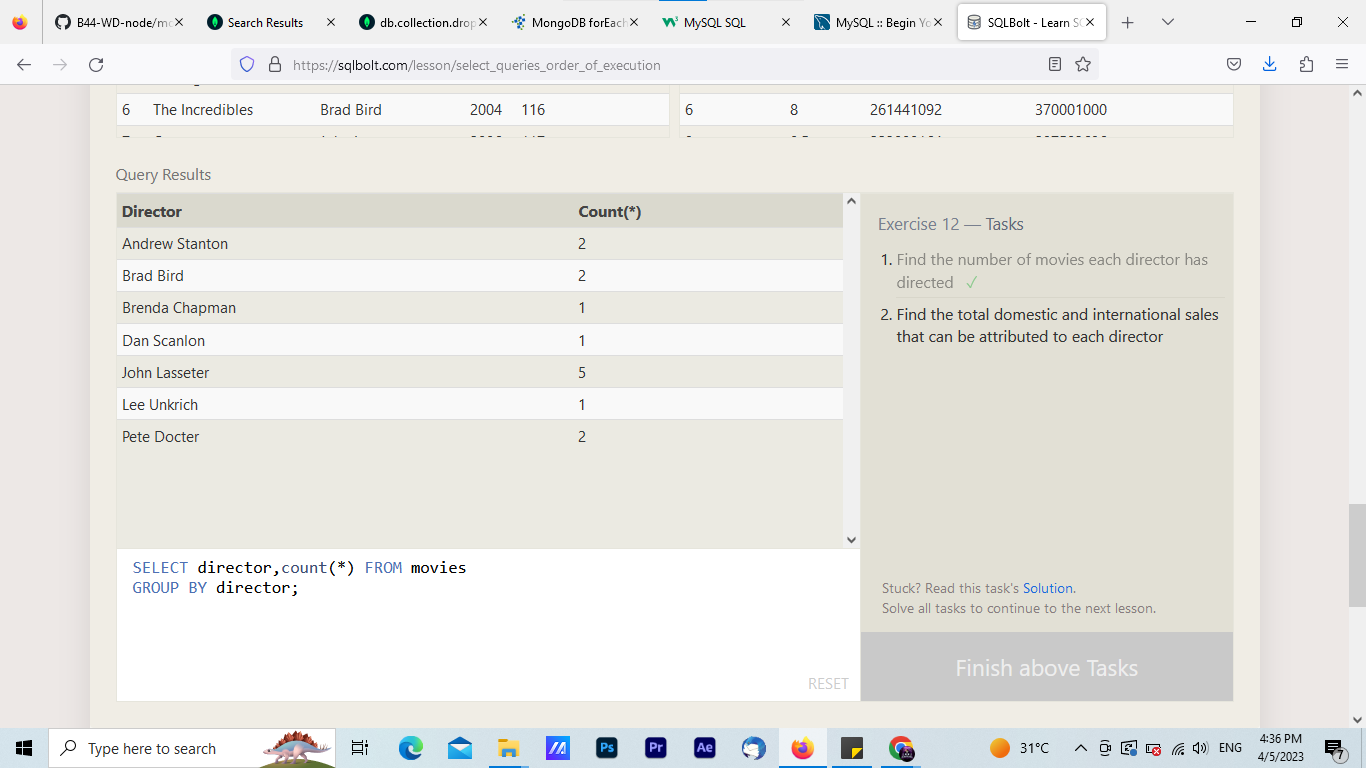 B44-WD-node/mo
Search Results
db.collection.drop
MongoDB forEach
MySQL SQL
MySQL :: Begin Yo
SQLBolt - Learn SQ
https://sqlbolt.com/lesson/select_queries_order_of_execution
6 The Incredibles Brad Bird 2004 116
6 8 261441092 370001000
Query Results
Director Count(*)
Andrew Stanton 2
Brad Bird 2
Brenda Chapman 1
Dan Scanlon 1
John Lasseter 5
Lee Unkrich 1
Pete Docter 2
SELECT director,count(*) FROM movies
GROUP BY director;
RESET
Exercise 12 — Tasks
1. Find the number of movies each director has
directed ✓
2. Find the total domestic and international sales
that can be attributed to each director
Stuck? Read this task's Solution.
Solve all tasks to continue to the next lesson.
Finish above Tasks
Type here to search
Ps
Pr
Ae
31°C
ENG
4:36 PM
4/5/2023
7